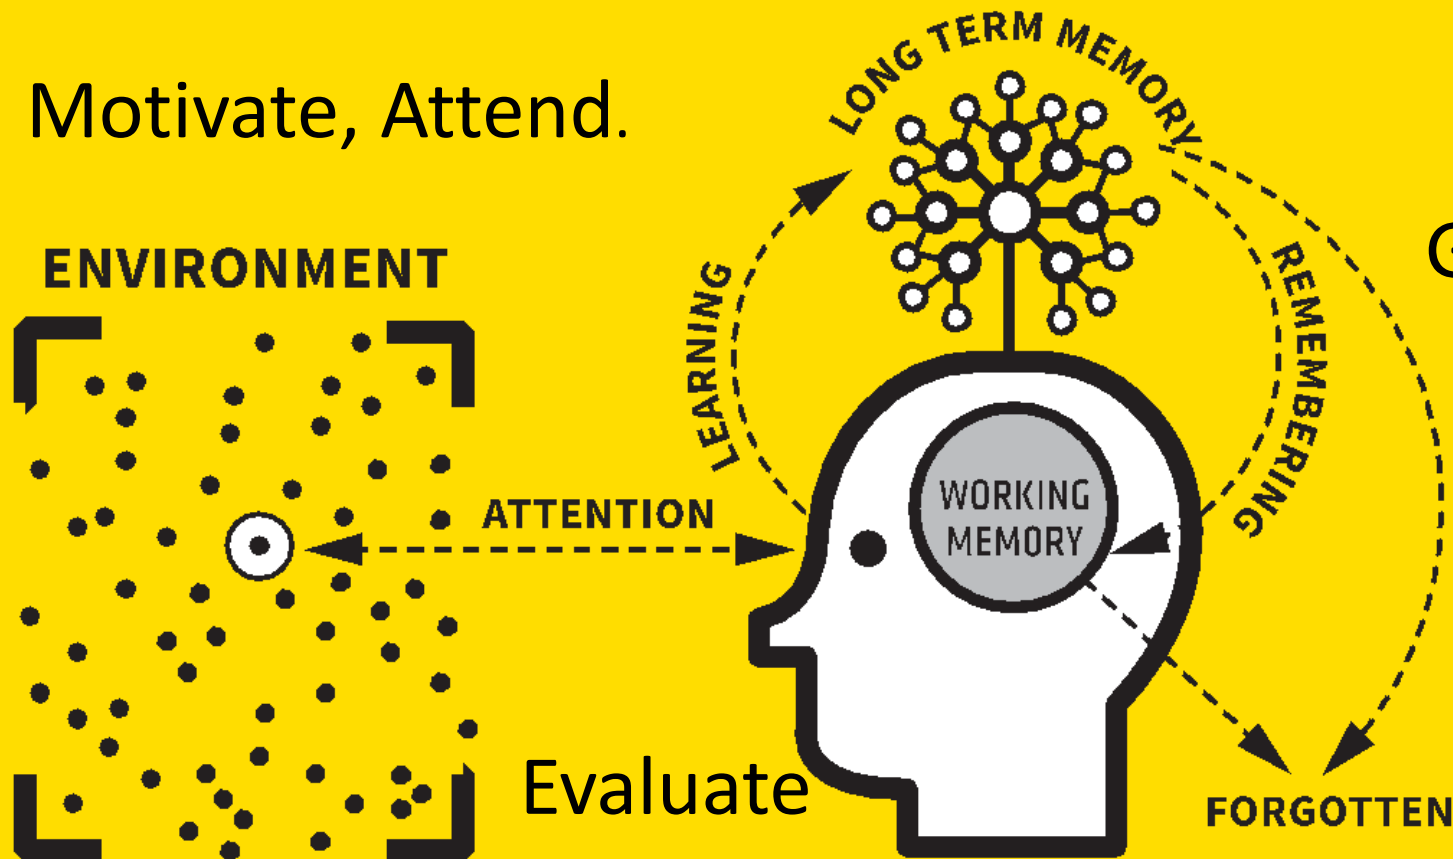 Motivate, Attend.
LONG TERM MEMORY
G
ENVIRONMENT
LEARNING
REMEMBERING
ATTENTION
WORKING
MEMORY
Evaluate
FORGOTTEN